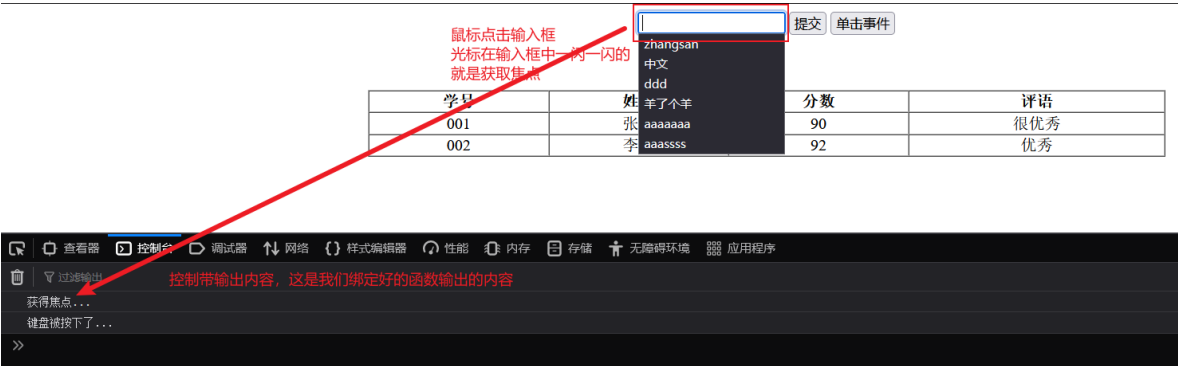 提交 单击事件
鼠标点击输入框
光标在输入框中一闪一闪的
就是获取焦点
zhangsan
中文
ddd
羊了个羊
aaaaaaa
aaassss
学号 姓 分数 评语
001 张 90 很优秀
002 李 92 优秀
查看器 控制台 调试器 网络 样式编辑器 性能 内存 存储 无障碍环境 应用程序
过滤输出 控制带输出内容，这是我们绑定好的函数输出的内容
获得焦点...
键盘被按下了...